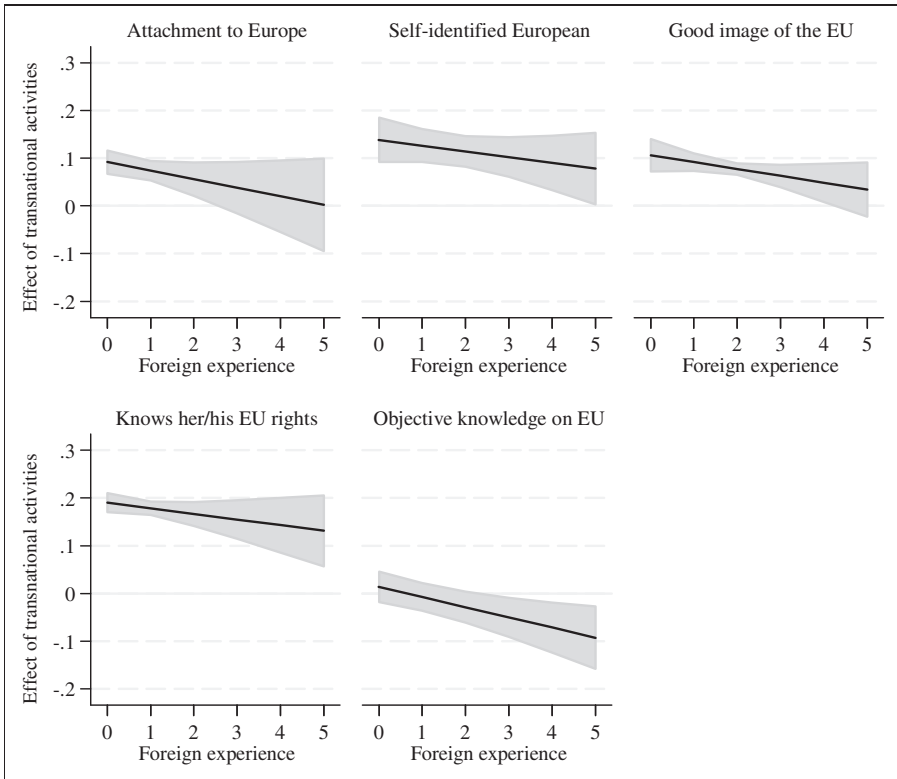 Attachment to Europe
Self-identified European
Good image of the EU
Effect of transnational activities
.3
.2
.1
0
-.1
-.2
0 1 2 3 4 5
0 1 2 3 4 5
0 1 2 3 4 5
Foreign experience
Foreign experience
Foreign experience
Knows her/his EU rights
Objective knowledge on EU
Effect of transnational activities
.3
.2
.1
0
-.1
-.2
0 1 2 3 4 5
0 1 2 3 4 5
Foreign experience
Foreign experience